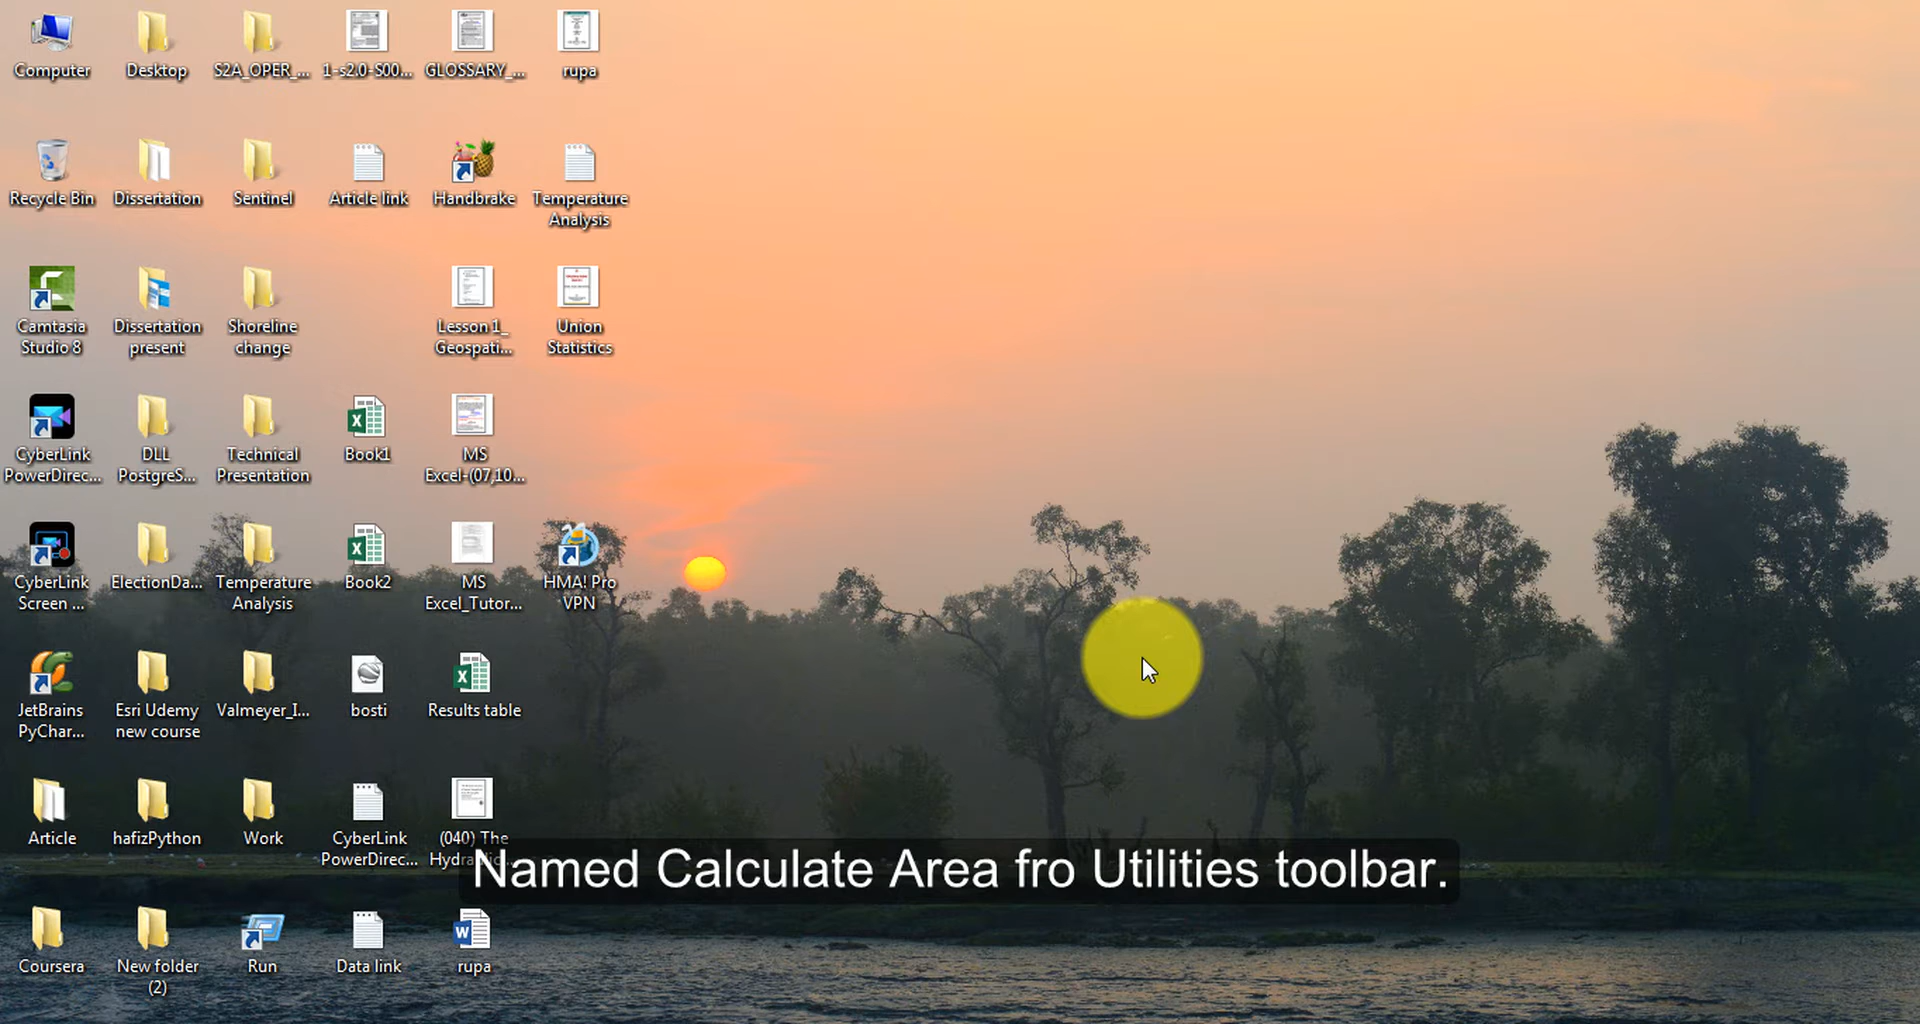 Computer
Desktop
S2A_OPER_...
1-s2.0-S00...
GLOSSARY_...
rupa
Recycle Bin
Dissertation
Sentinel
Article link
Handbrake
Temperature
Analysis
Camtasia
Studio 8
Dissertation
present
Shoreline
change
Lesson 1_
Geospati...
Union
Statistics
CyberLink
PowerDirec...
DLL
PostgreS...
Technical
Presentation
Book1
MS
Excel-(07,10...
CyberLink
Screen ...
ElectionDa...
Temperature
Analysis
Book2
MS
Excel_Tutor...
HMA! Pro
VPN
JetBrains
PyChar...
Esri Udemy
new course
Valmeyer_I...
bosti
Results table
Article
hafizPython
Work
CyberLink
PowerDirec...
(040) The
Named Calculate Area fro Utilities toolbar.
Coursera
New folder
(2)
Run
Data link
rupa